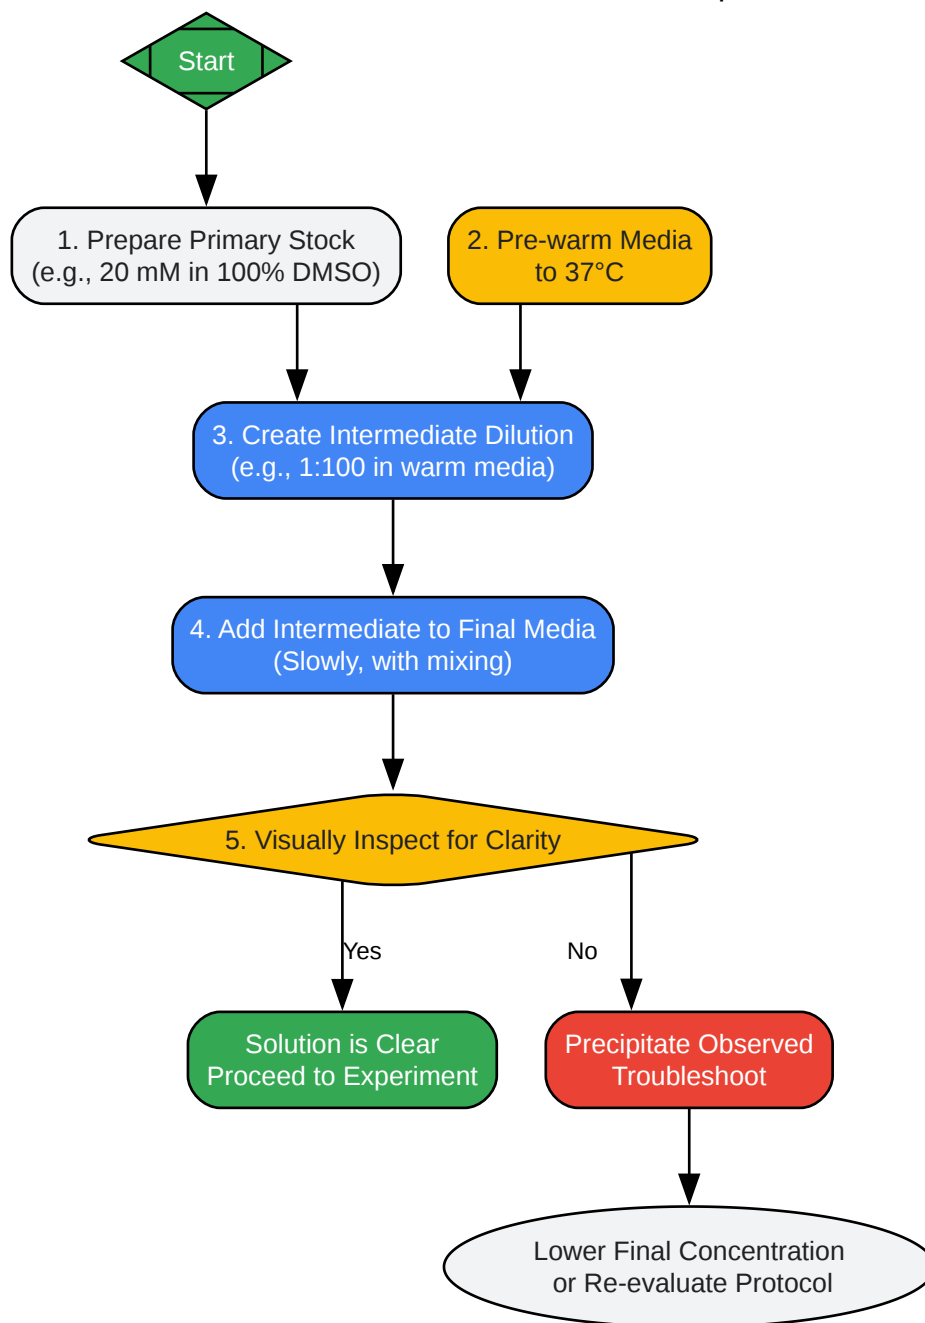 Start
1. Prepare Primary Stock
(e.g., 20 mM in 100% DMSO)
2. Pre-warm Media
to 37°C
3. Create Intermediate Dilution
(e.g., 1:100 in warm media)
4. Add Intermediate to Final Media
(Slowly, with mixing)
5. Visually Inspect for Clarity
Yes
No
Solution is Clear
Proceed to Experiment
Precipitate Observed
Troubleshoot
Lower Final Concentration
or Re-evaluate Protocol